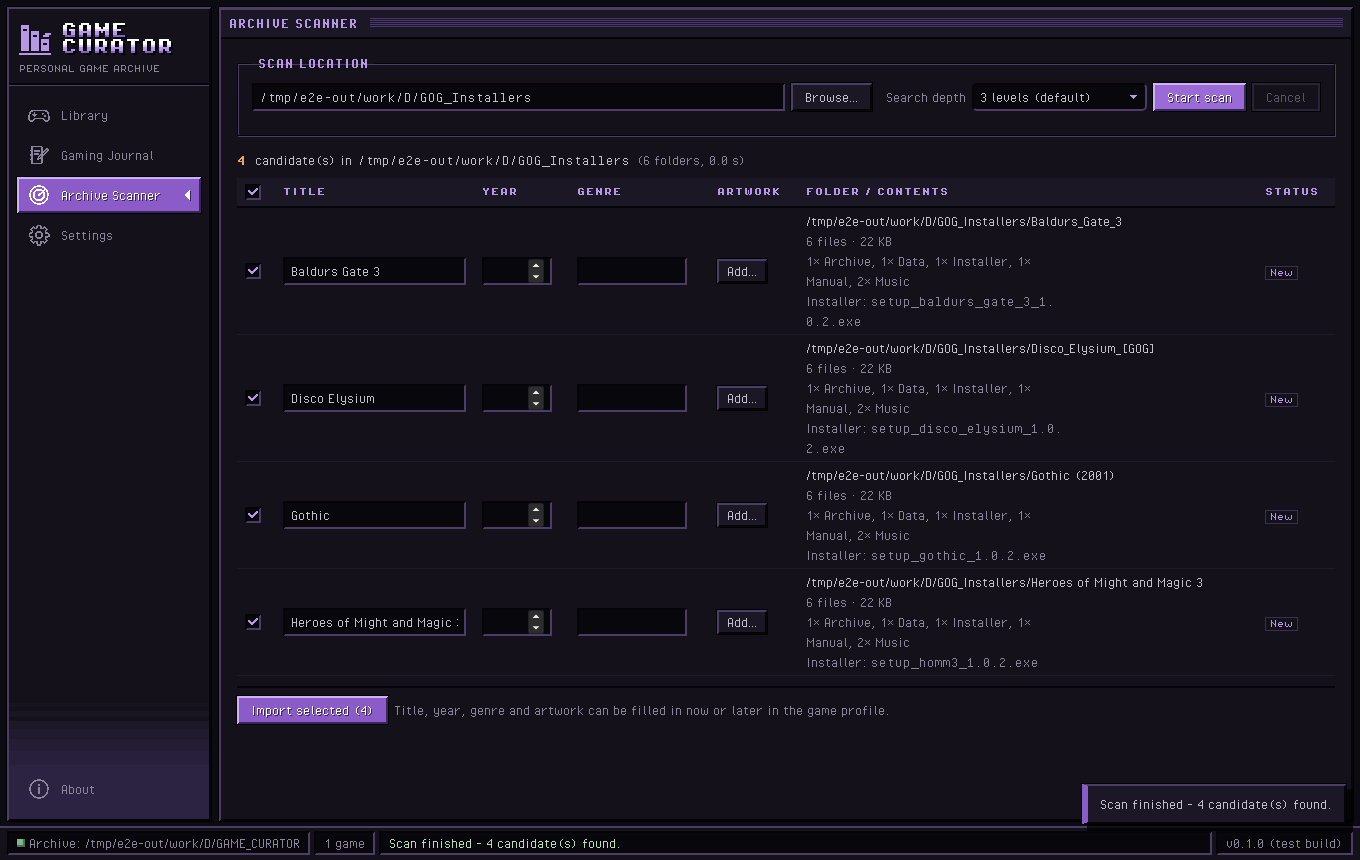 GAME
CURATOR
PERSONAL GAME ARCHIVE
Library
Gaming Journal
Archive Scanner
Settings
About
ARCHIVE SCANNER
SCAN LOCATION
/tmp/e2e-out/work/D/GOG_Installers Browse… Search depth 3 levels (default) Start scan Cancel
4 candidate(s) in /tmp/e2e-out/work/D/GOG_Installers (6 folders, 0.0 s)
TITLE YEAR GENRE ARTWORK FOLDER / CONTENTS STATUS
/tmp/e2e-out/work/D/GOG_Installers/Baldurs_Gate_3
6 files · 22 KB
1× Archive, 1× Data, 1× Installer, 1×
Baldurs Gate 3 Add… New
Manual, 2× Music
Installer: setup_baldurs_gate_3_1.
0.2.exe
/tmp/e2e-out/work/D/GOG_Installers/Disco_Elysium_[GOG]
6 files · 22 KB
1× Archive, 1× Data, 1× Installer, 1×
Disco Elysium Add… New
Manual, 2× Music
Installer: setup_disco_elysium_1.0.
2.exe
/tmp/e2e-out/work/D/GOG_Installers/Gothic (2001)
6 files · 22 KB
Gothic Add… 1× Archive, 1× Data, 1× Installer, 1× New
Manual, 2× Music
Installer: setup_gothic_1.0.2.exe
/tmp/e2e-out/work/D/GOG_Installers/Heroes of Might and Magic 3
6 files · 22 KB
Heroes of Might and Magic Add… 1× Archive, 1× Data, 1× Installer, 1× New
Manual, 2× Music
Installer: setup_homm3_1.0.2.exe
Import selected (4) Title, year, genre and artwork can be filled in now or later in the game profile.
Scan finished – 4 candidate(s) found.
Archive: /tmp/e2e-out/work/D/GAME_CURATOR 1 game Scan finished – 4 candidate(s) found. v0.1.0 (test build)